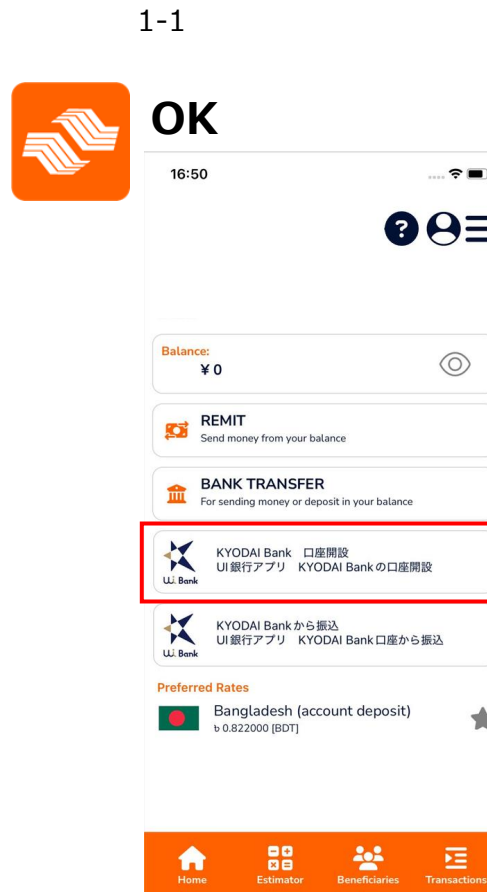 1-1
OK
16:50
?
Balance:
¥ 0
REMIT
Send money from your balance
BANK TRANSFER
For sending money or deposit in your balance
KYODAI Bank　口座開設
UI銀行アプリ　KYODAI Bankの口座開設
UI. Bank
KYODAI Bankから振込
UI銀行アプリ　KYODAI Bank口座から振込
UI. Bank
Preferred Rates
Bangladesh (account deposit)
৳ 0.822000 [BDT]
Home
Estimator
Beneficiaries
Transactions